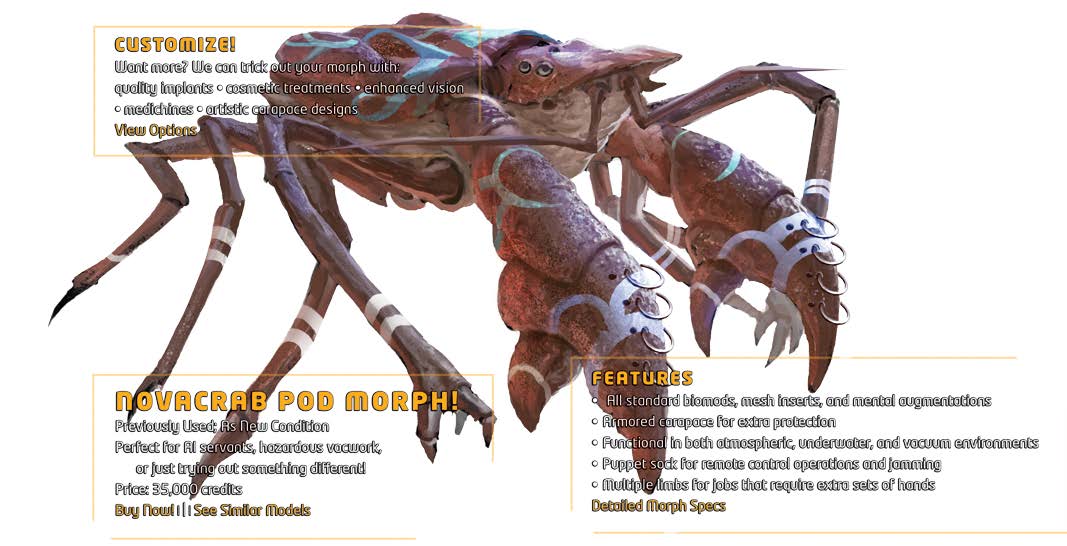 CUSTOMIZE!
Want more? We can trick out your morph with:
quality implants • cosmetic treatments • enhanced vision
• medichines • artistic carapace designs
View Options
NOVACRAB POD MORPH!
Previously Used; As New Condition
Perfect for AI servants, hazardous vacwork,
or just trying out something different!
Price: 35,000 credits
Buy Now! | | | See Similar Models
FEATURES
• All standard biomods, mesh inserts, and mental augmentations
• Armored carapace for extra protection
• Functional in both atmospheric, underwater, and vacuum environments
• Puppet sock for remote control operations and jamming
• Multiple limbs for jobs that require extra sets of hands
Detailed Morph Specs